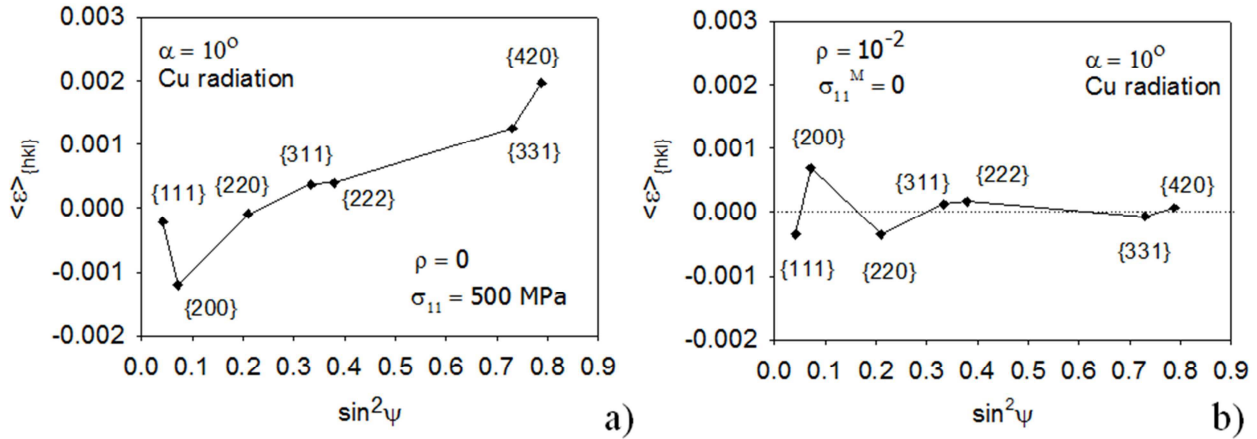 0.003
0.002
0.001
0.000
-0.001
-0.002
<ε>{hkl}
α = 10°
Cu radiation
{111}
{200}
{220}
{311}
{222}
{331}
{420}
ρ = 0
σ11 = 500 MPa
0.0 0.1 0.2 0.3 0.4 0.5 0.6 0.7 0.8 0.9
sin²ψ
a)
0.003
0.002
0.001
0.000
-0.001
-0.002
<ε>{hkl}
ρ = 10⁻²
σ11ᴹ = 0
α = 10°
Cu radiation
{111}
{200}
{220}
{311}
{222}
{331}
{420}
0.0 0.1 0.2 0.3 0.4 0.5 0.6 0.7 0.8 0.9
sin²ψ
b)